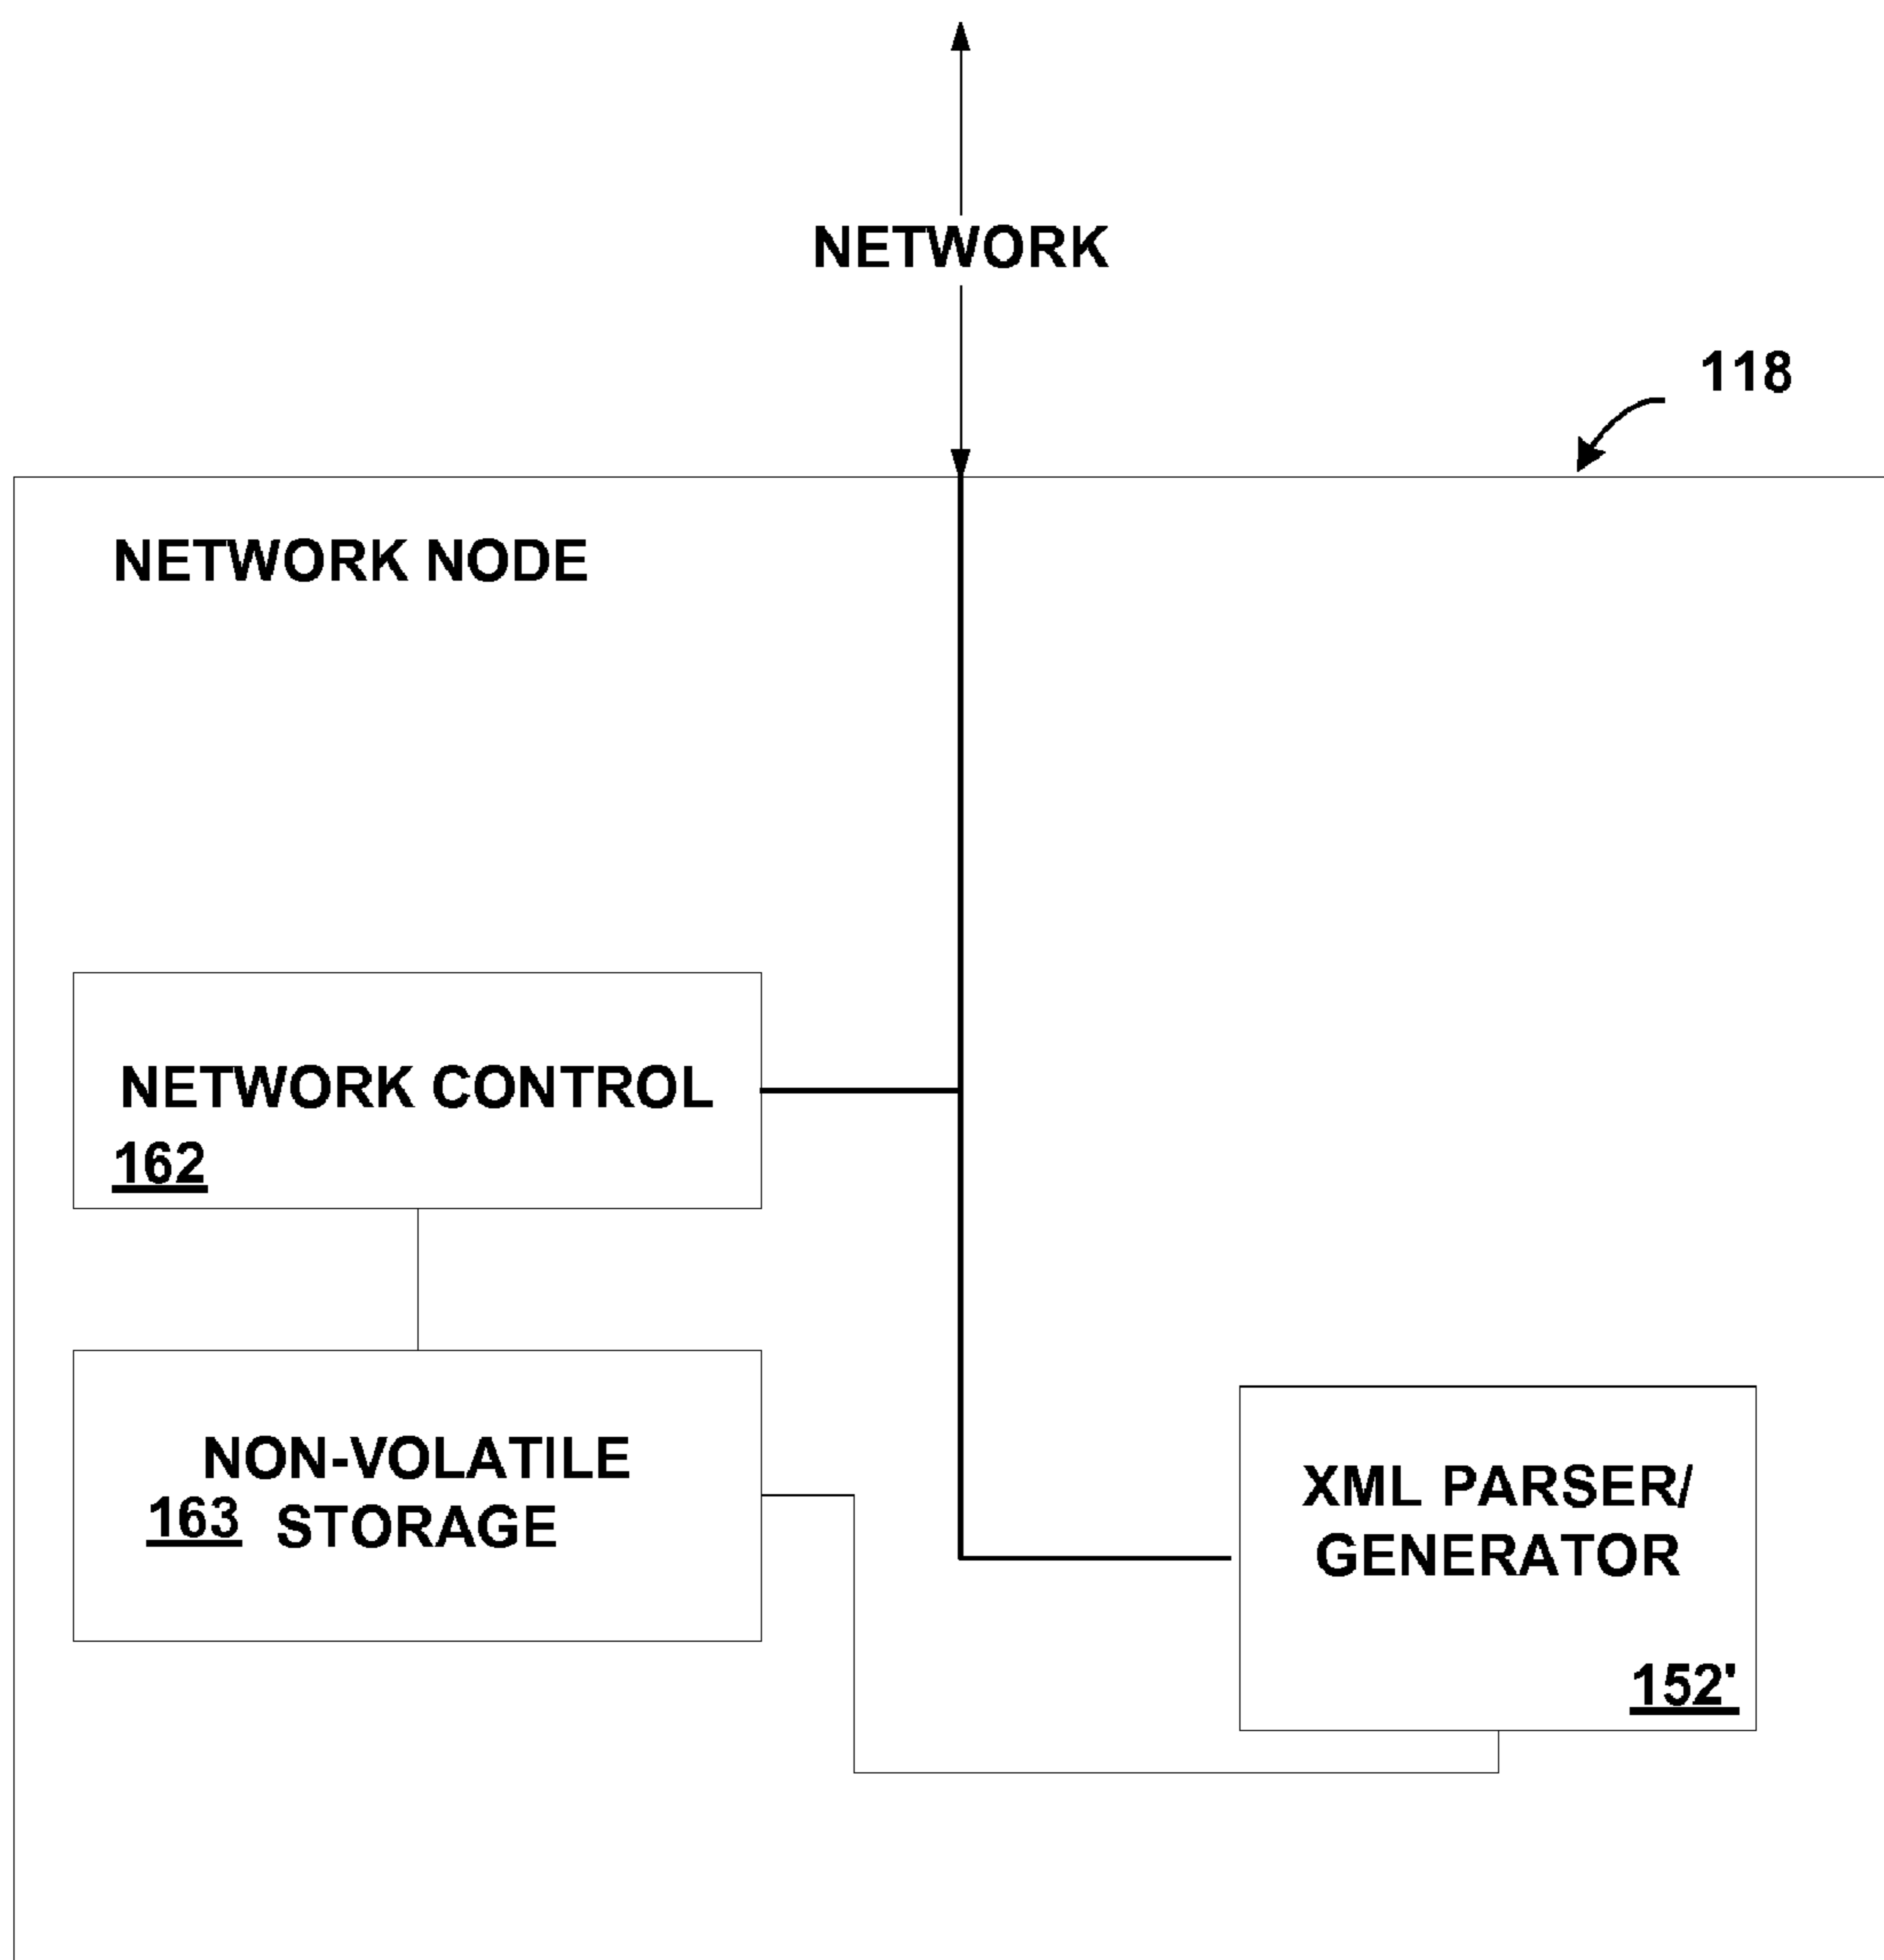 NETWORK
118
NETWORK NODE
NETWORK CONTROL
162
NON-VOLATILE
163 STORAGE
XML PARSER/
GENERATOR
152'